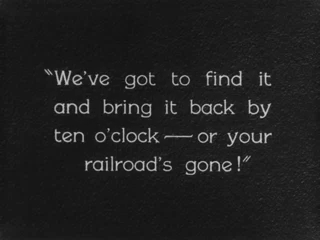 "We've got to find it
and bring it back by
ten o'clock — or your
railroad's gone!"